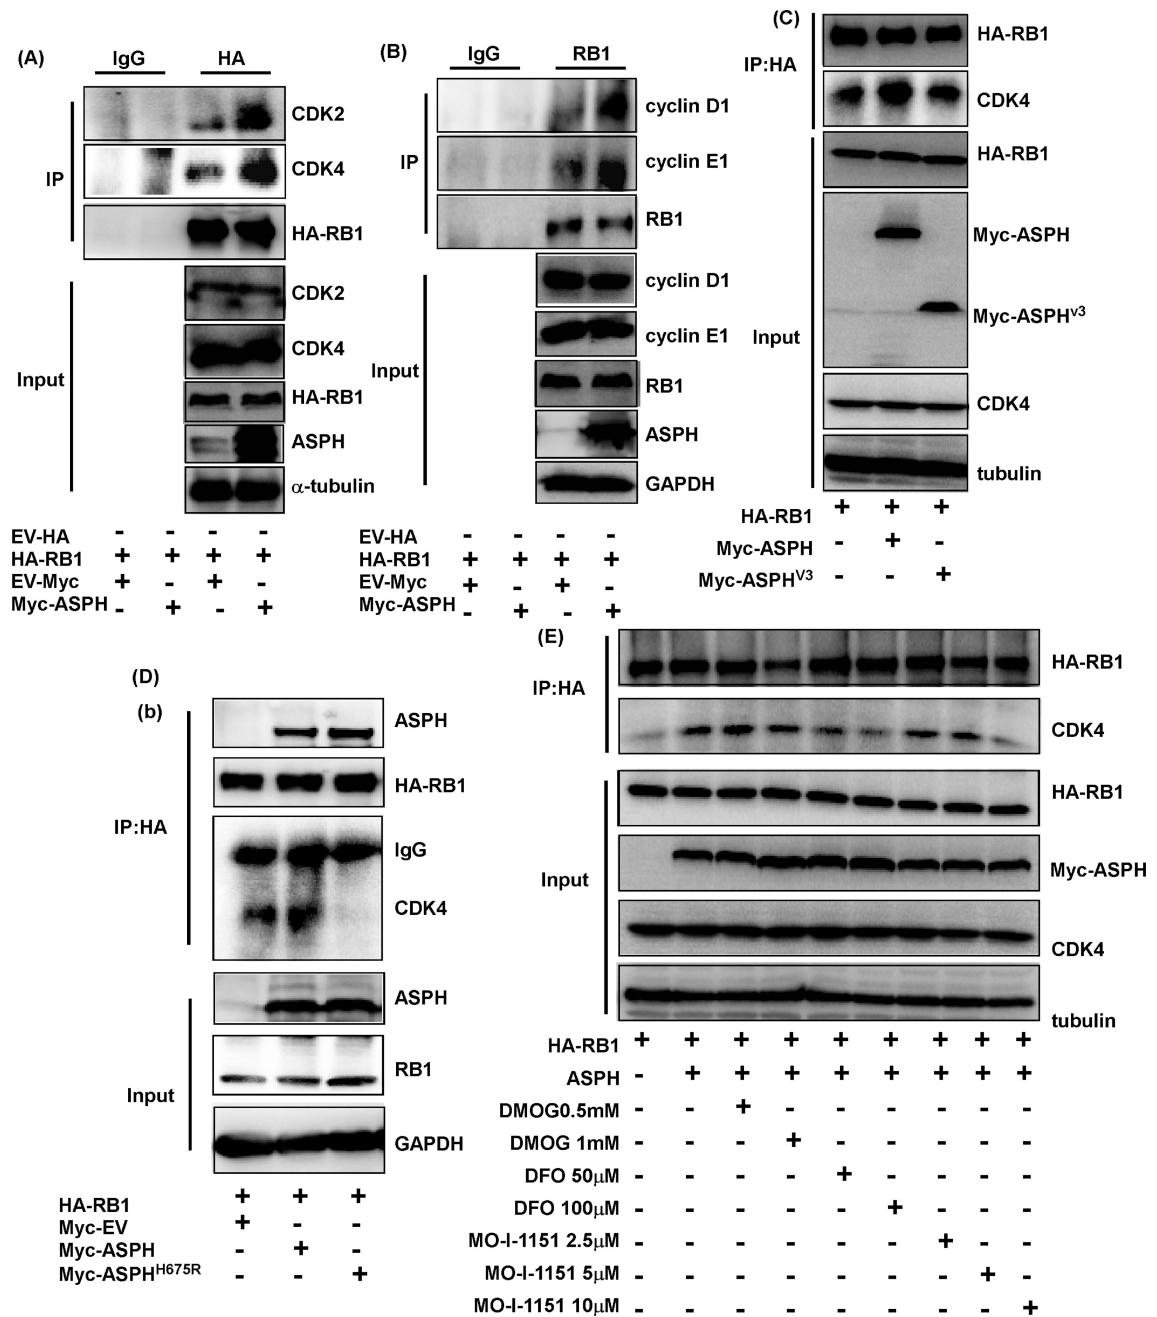 (A)
IgG HA
CDK2
CDK4
HA-RB1
IP
CDK2
CDK4
HA-RB1
ASPH
α-tubulin
Input
EV-HA - - - -
HA-RB1 + + + +
EV-Myc + - + -
Myc-ASPH - + - +
(B)
IgG RB1
cyclin D1
cyclin E1
RB1
IP
cyclin D1
cyclin E1
RB1
ASPH
GAPDH
Input
EV-HA - - - -
HA-RB1 + + + +
EV-Myc + - + -
Myc-ASPH - + - +
(C)
HA-RB1
IP:HA
CDK4
HA-RB1
Myc-ASPH
Myc-ASPHv3
Input
CDK4
tubulin
HA-RB1 + + +
Myc-ASPH - + -
Myc-ASPHV3 - - +
(D)
(b)
ASPH
HA-RB1
IP:HA
IgG
CDK4
ASPH
RB1
Input
GAPDH
HA-RB1 + + +
Myc-EV + - -
Myc-ASPH - + -
Myc-ASPHH675R - - +
(E)
HA-RB1
IP:HA
CDK4
HA-RB1
Myc-ASPH
Input
CDK4
tubulin
HA-RB1 + + + + + + + + +
ASPH - + + + + + + + +
DMOG0.5mM - - + - - - - - -
DMOG 1mM - - - + - - - - -
DFO 50µM - - - - + - - - -
DFO 100µM - - - - - + - - -
MO-I-1151 2.5µM - - - - - - + - -
MO-I-1151 5µM - - - - - - - + -
MO-I-1151 10µM - - - - - - - - +